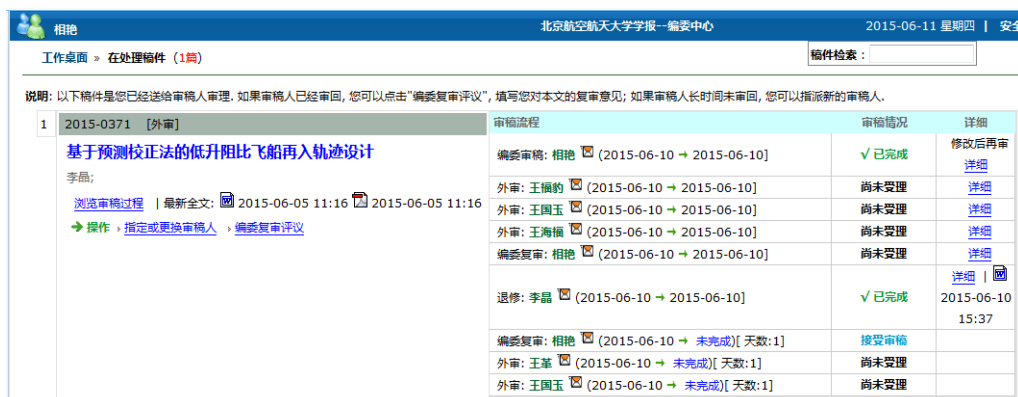 相艳 北京航空航天大学学报--编委中心 2015-06-11 星期四 | 安全
工作桌面 » 在处理稿件 (1篇) 稿件检索：
说明: 以下稿件是您已经送给审稿人审理. 如果审稿人已经审回, 您可以点击"编委复审评议", 填写您对本文的复审意见; 如果审稿人长时间未审回, 您可以指派新的审稿人.
1 2015-0371 [外审]
基于预测校正法的低升阻比飞船再入轨迹设计
李晶;
浏览审稿过程 | 最新全文: 2015-06-05 11:16 2015-06-05 11:16
操作 指定或更换审稿人 编委复审评议
审稿流程 审稿情况 详细
编委审稿: 相艳 (2015-06-10 → 2015-06-10] √ 已完成 修改后再审
详细
外审: 王福豹 (2015-06-10 → 2015-06-10] 尚未受理 详细
外审: 王国玉 (2015-06-10 → 2015-06-10] 尚未受理 详细
外审: 王海福 (2015-06-10 → 2015-06-10] 尚未受理 详细
编委复审: 相艳 (2015-06-10 → 2015-06-10] 尚未受理 详细
退修: 李晶 (2015-06-10 → 2015-06-10] √ 已完成 详细 |
2015-06-10
15:37
编委复审: 相艳 (2015-06-10 → 未完成)[ 天数:1] 接受审稿
外审: 王革 (2015-06-10 → 未完成)[ 天数:1] 尚未受理
外审: 王国玉 (2015-06-10 → 未完成)[ 天数:1] 尚未受理